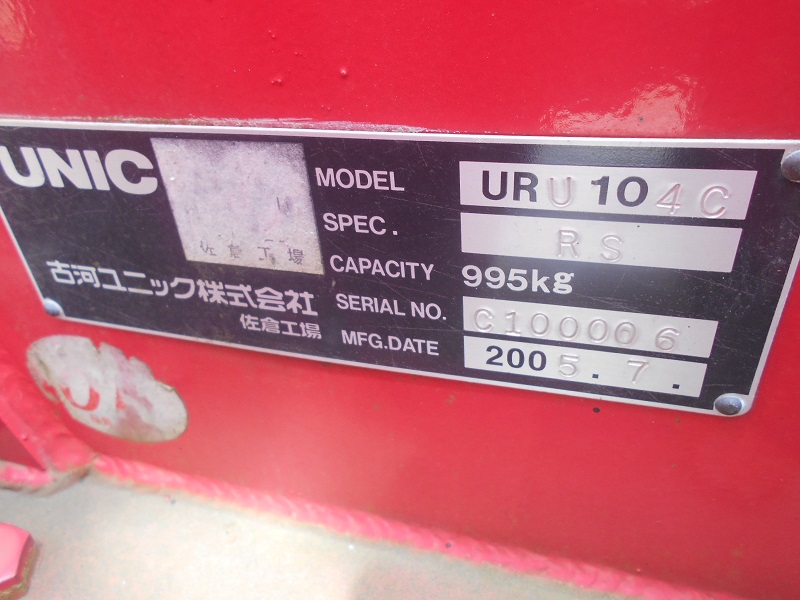 UNIC
MODEL URU104C
SPEC. RS
CAPACITY 995kg
SERIAL NO. C100006
MFG.DATE 2005.7.
佐倉工場
古河ユニック株式会社
佐倉工場